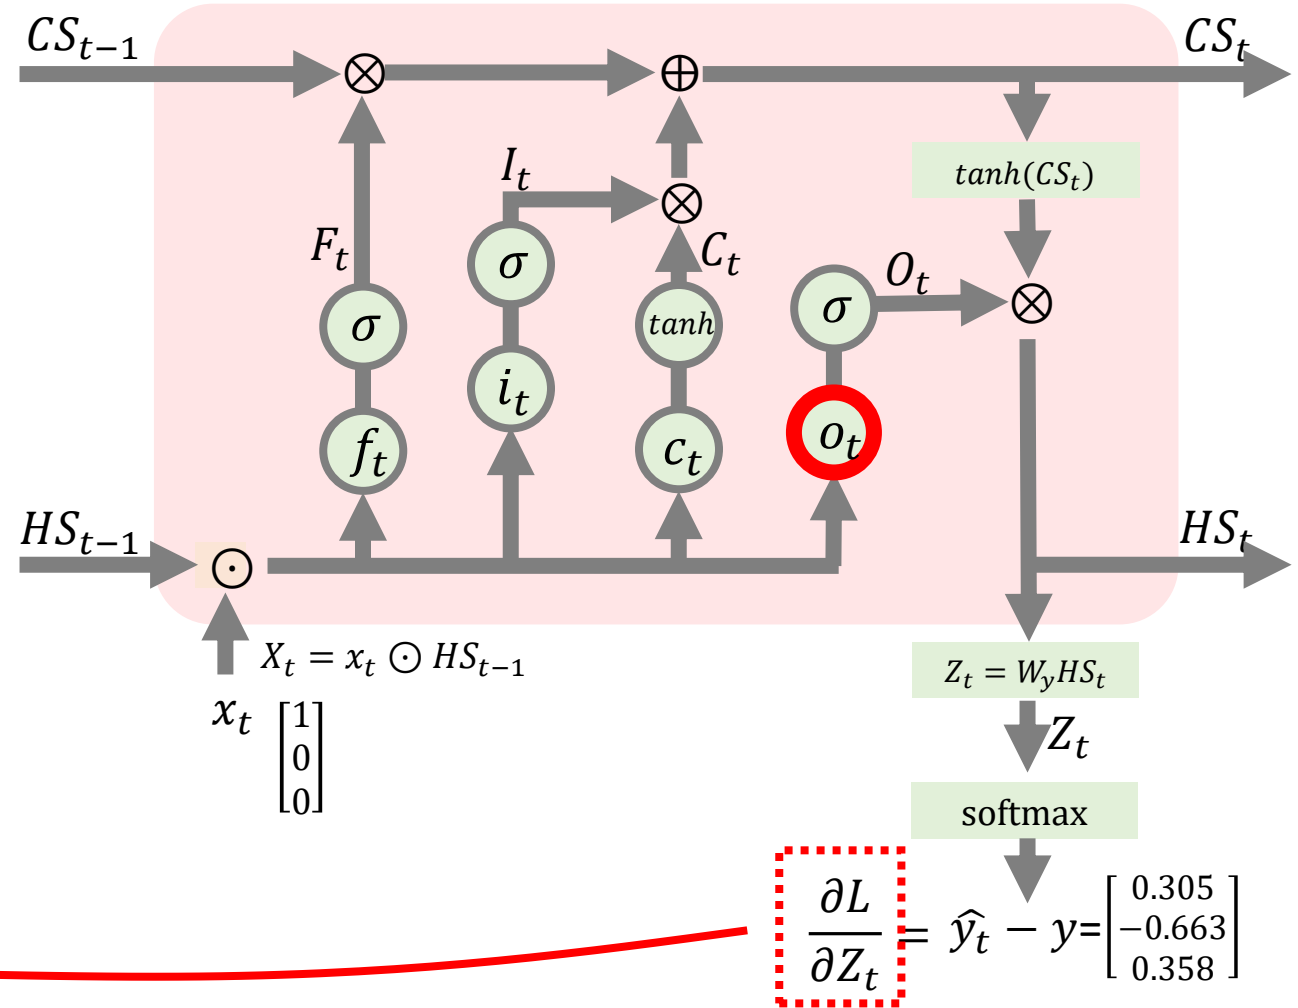 CS_{t−1}
CS_t
tanh(CS_t)
I_t
F_t
σ
C_t
O_t
σ
tanh
σ
i_t
f_t
c_t
o_t
HS_{t−1}
HS_t
X_t = x_t ⊙ HS_{t−1}
x_t [1 0 0]
Z_t = W_y HS_t
Z_t
softmax
∂L/∂Z_t = ŷ_t − y = [0.305 −0.663 0.358]